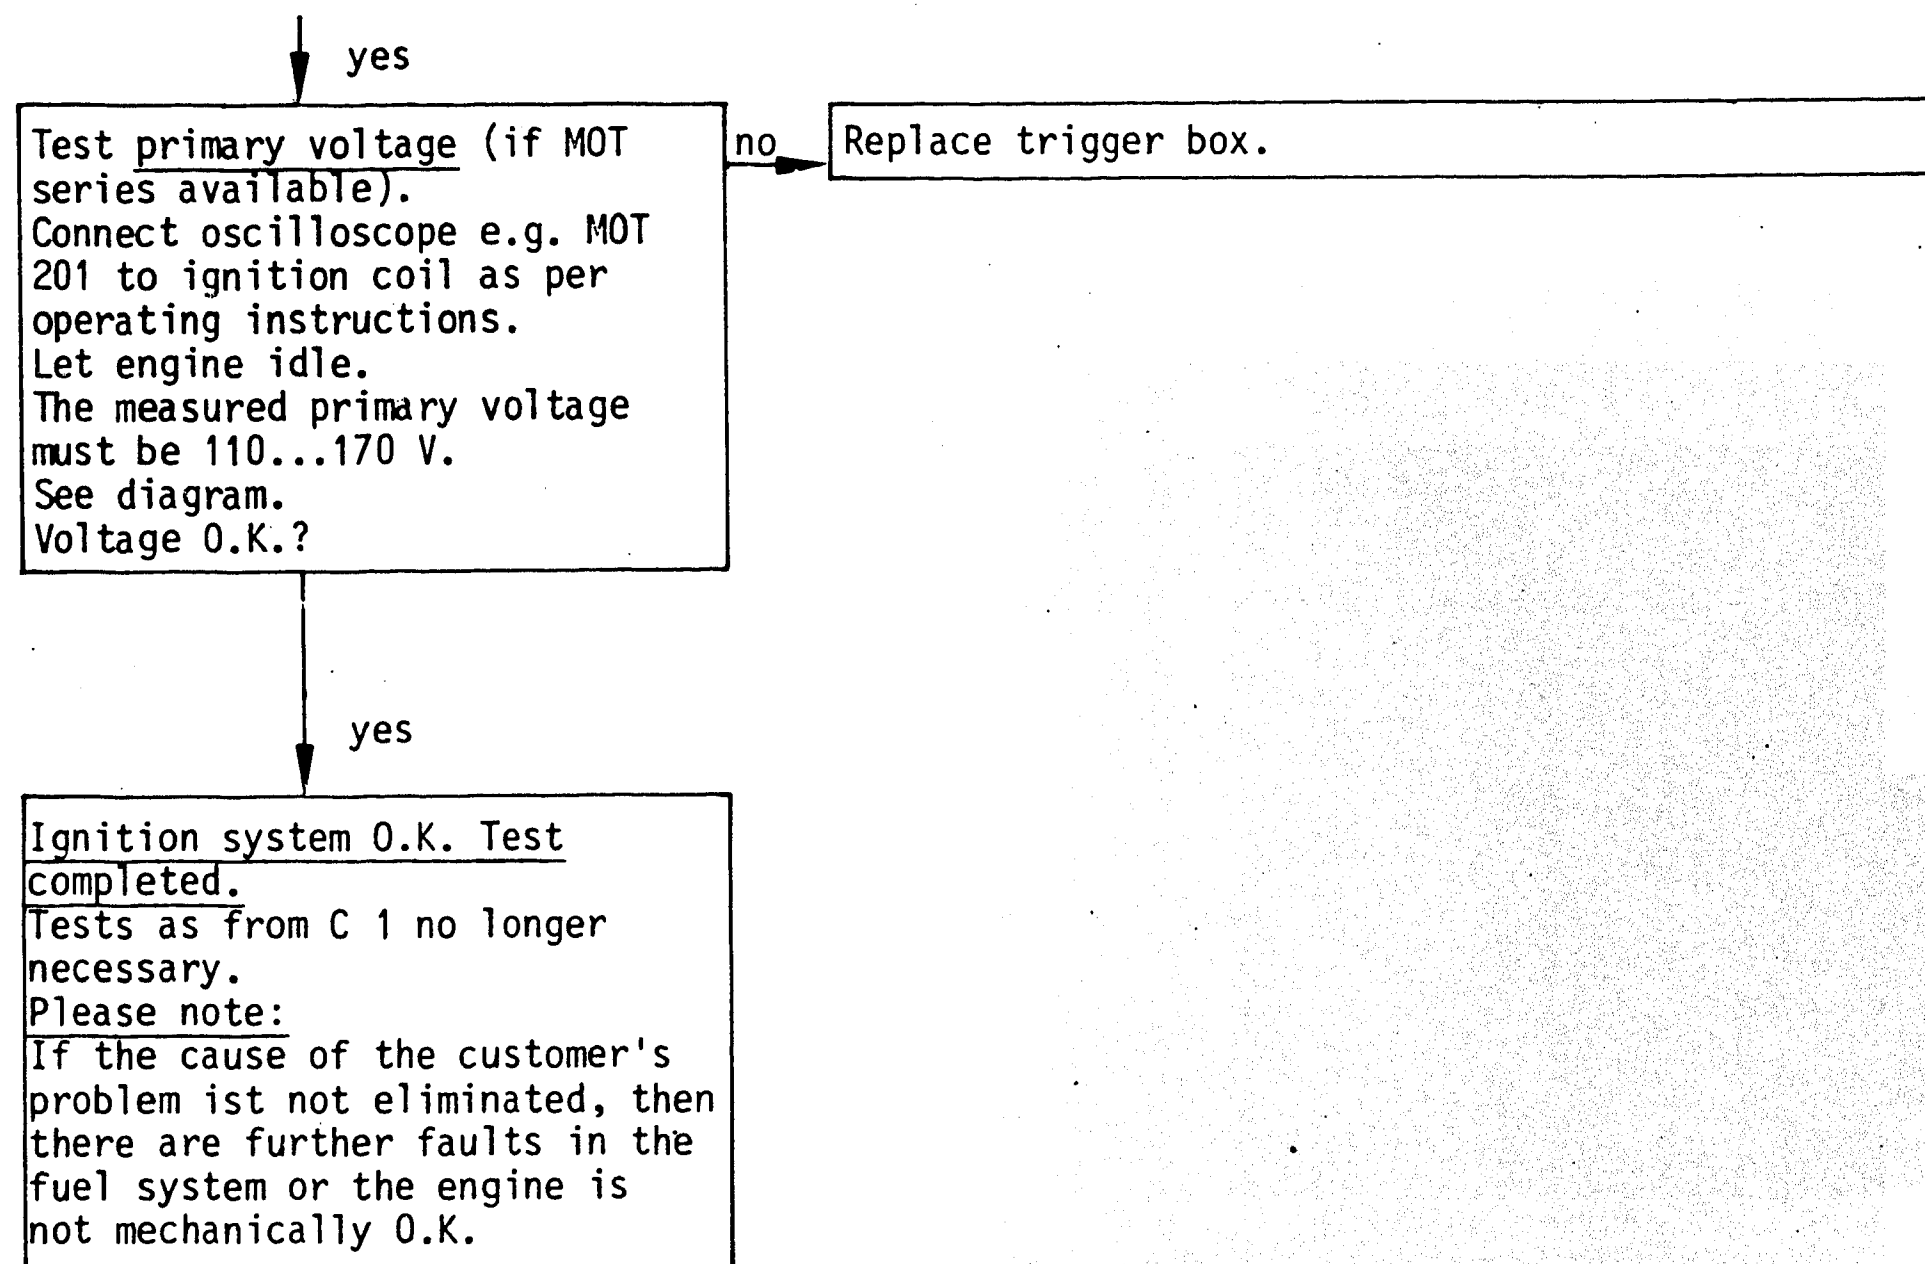 yes
Test primary voltage (if MOT
series available).
Connect oscilloscope e.g. MOT
201 to ignition coil as per
operating instructions.
Let engine idle.
The measured primary voltage
must be 110...170 V.
See diagram.
Voltage O.K.?
no
Replace trigger box.
yes
Ignition system O.K. Test
completed.
Tests as from C 1 no longer
necessary.
Please note:
If the cause of the customer's
problem ist not eliminated, then
there are further faults in the
fuel system or the engine is
not mechanically O.K.